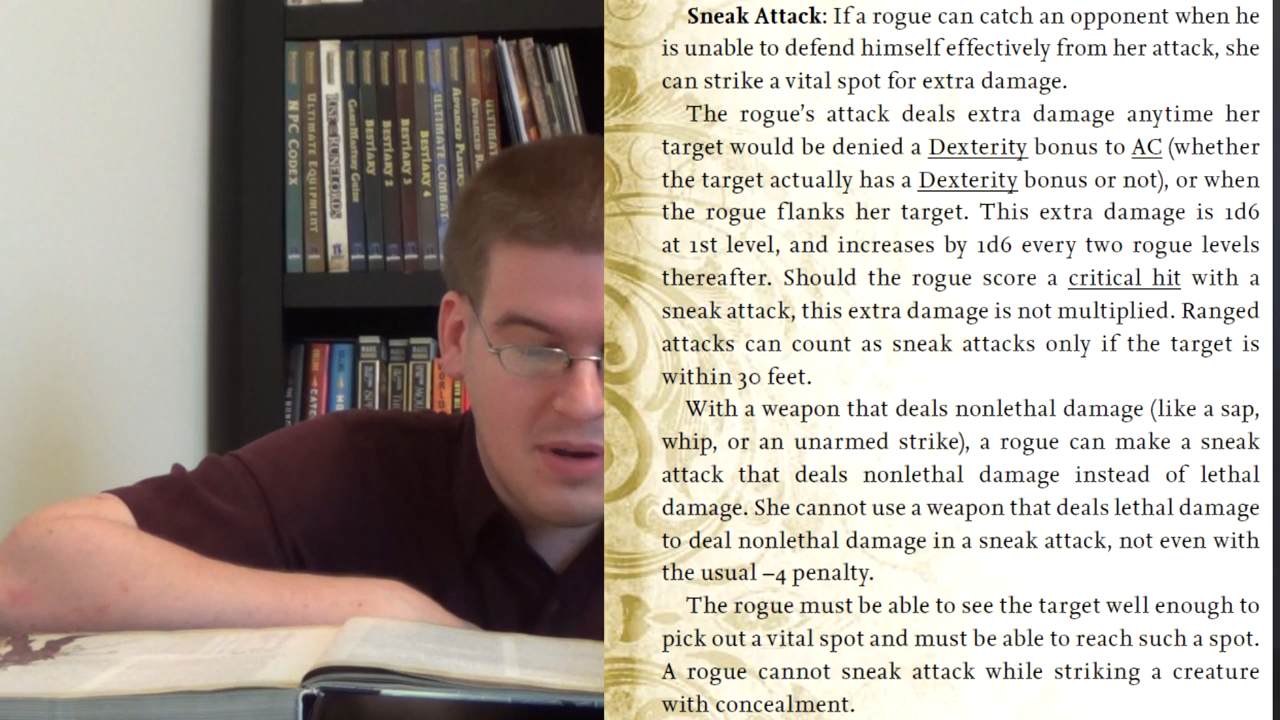 NPC CODEX
ULTIMATE EQUIPMENT
RISE OF THE RUNELORDS
GAMEMASTERY GUIDE
BESTIARY
BESTIARY 2
BESTIARY 3
BESTIARY 4
ULTIMATE COMBAT
ADVANCED PLAYER'S
ADVANCED R
ULTIMAT
Sneak Attack: If a rogue can catch an opponent when he
is unable to defend himself effectively from her attack, she
can strike a vital spot for extra damage.
The rogue's attack deals extra damage anytime her
target would be denied a Dexterity bonus to AC (whether
the target actually has a Dexterity bonus or not), or when
the rogue flanks her target. This extra damage is 1d6
at 1st level, and increases by 1d6 every two rogue levels
thereafter. Should the rogue score a critical hit with a
sneak attack, this extra damage is not multiplied. Ranged
attacks can count as sneak attacks only if the target is
within 30 feet.
With a weapon that deals nonlethal damage (like a sap,
whip, or an unarmed strike), a rogue can make a sneak
attack that deals nonlethal damage instead of lethal
damage. She cannot use a weapon that deals lethal damage
to deal nonlethal damage in a sneak attack, not even with
the usual –4 penalty.
The rogue must be able to see the target well enough to
pick out a vital spot and must be able to reach such a spot.
A rogue cannot sneak attack while striking a creature
with concealment.